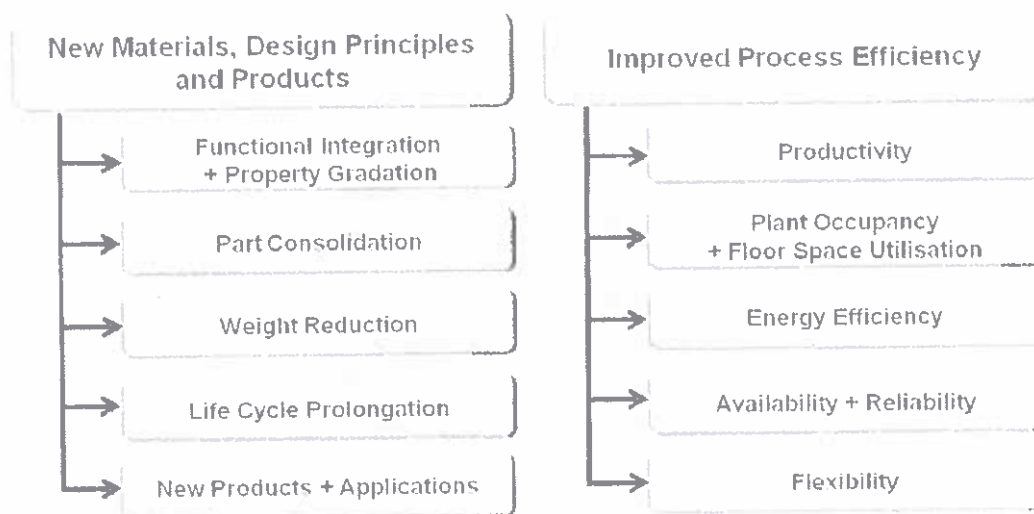 New Materials, Design Principles
and Products
Functional Integration
+ Property Gradation
Part Consolidation
Weight Reduction
Life Cycle Prolongation
New Products + Applications
Improved Process Efficiency
Productivity
Plant Occupancy
+ Floor Space Utilisation
Energy Efficiency
Availability + Reliability
Flexibility